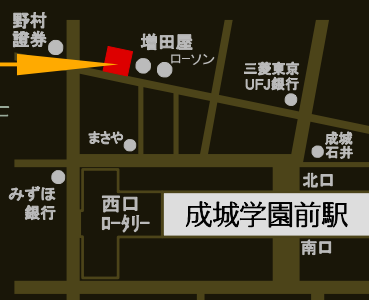 野村
證券
増田屋
ローソン
三菱東京
UFJ銀行
まさや
成城
石井
みずほ
銀行
西口
ロータリー
北口
成城学園前駅
南口